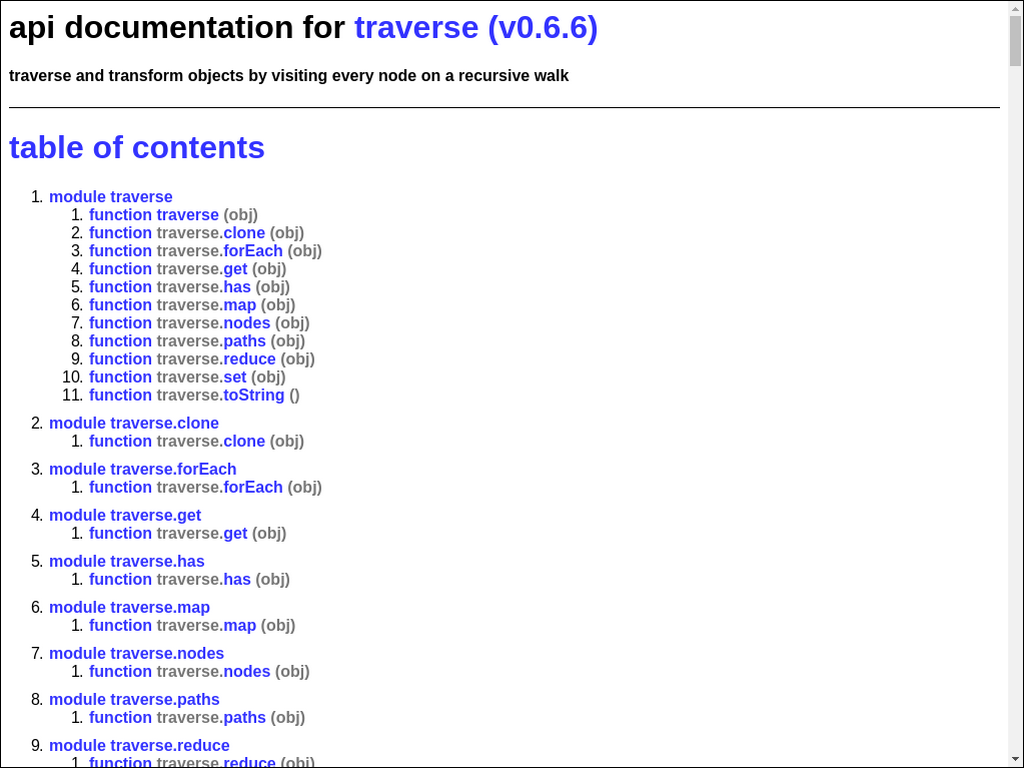 api documentation for traverse (v0.6.6)
traverse and transform objects by visiting every node on a recursive walk
table of contents
1. module traverse
1. function traverse (obj)
2. function traverse.clone (obj)
3. function traverse.forEach (obj)
4. function traverse.get (obj)
5. function traverse.has (obj)
6. function traverse.map (obj)
7. function traverse.nodes (obj)
8. function traverse.paths (obj)
9. function traverse.reduce (obj)
10. function traverse.set (obj)
11. function traverse.toString ()
2. module traverse.clone
1. function traverse.clone (obj)
3. module traverse.forEach
1. function traverse.forEach (obj)
4. module traverse.get
1. function traverse.get (obj)
5. module traverse.has
1. function traverse.has (obj)
6. module traverse.map
1. function traverse.map (obj)
7. module traverse.nodes
1. function traverse.nodes (obj)
8. module traverse.paths
1. function traverse.paths (obj)
9. module traverse.reduce
1. function traverse.reduce (obj)